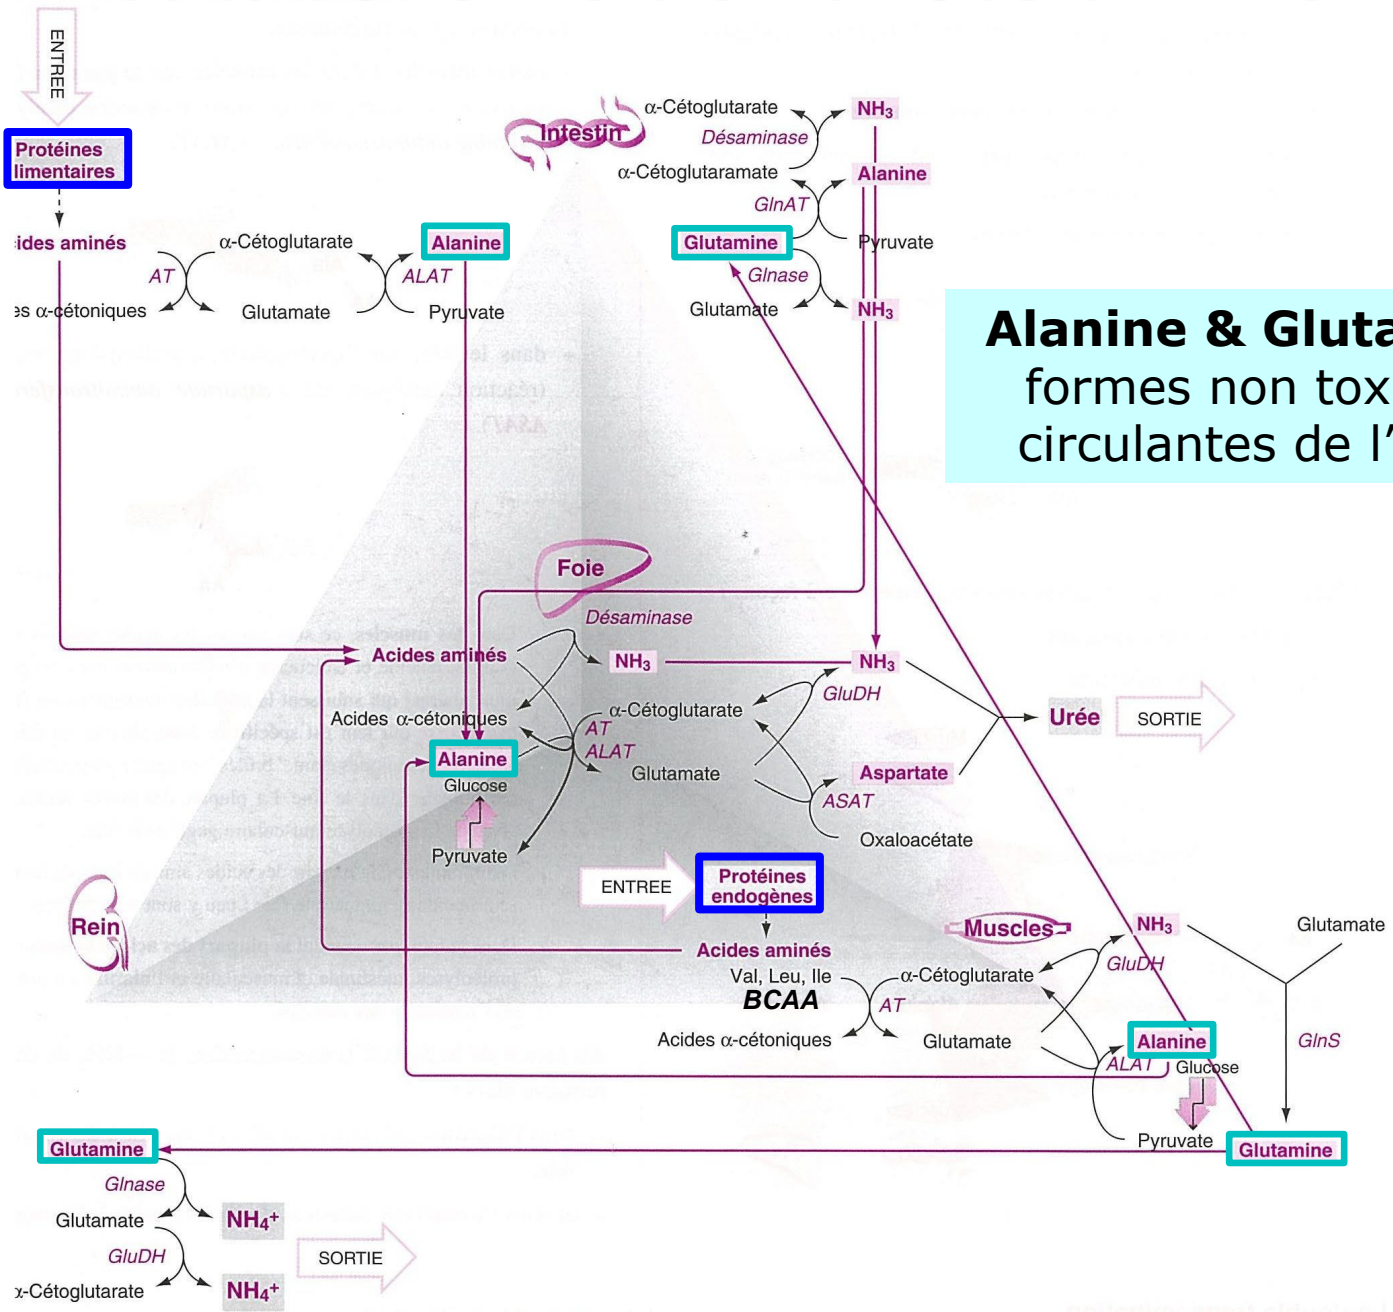 ENTREE
Protéines
limentaires
ides aminés
AT
es α-cétoniques
α-Cétoglutarate
Glutamate
ALAT
Alanine
Pyruvate
Intestin
α-Cétoglutarate
NH₃
Désaminase
α-Cétoglutaramate
Alanine
GlnAT
Glutamine
Pyruvate
Glnase
Glutamate
NH₃
Alanine & Gluta
formes non tox
circulantes de l’
Foie
Désaminase
Acides aminés
NH₃
NH₃
GluDH
Acides α-cétoniques
α-Cétoglutarate
AT
ALAT
Alanine
Glucose
Glutamate
Aspartate
ASAT
Oxaloacétate
Pyruvate
Urée
SORTIE
ENTREE
Protéines
endogènes
Rein
Muscles
Acides aminés
Val, Leu, Ile
BCAA
AT
α-Cétoglutarate
GluDH
NH₃
Glutamate
Acides α-cétoniques
Glutamate
Alanine
ALAT
Glucose
GlnS
Pyruvate
Glutamine
Glutamine
Glnase
Glutamate
NH₄⁺
GluDH
SORTIE
α-Cétoglutarate
NH₄⁺